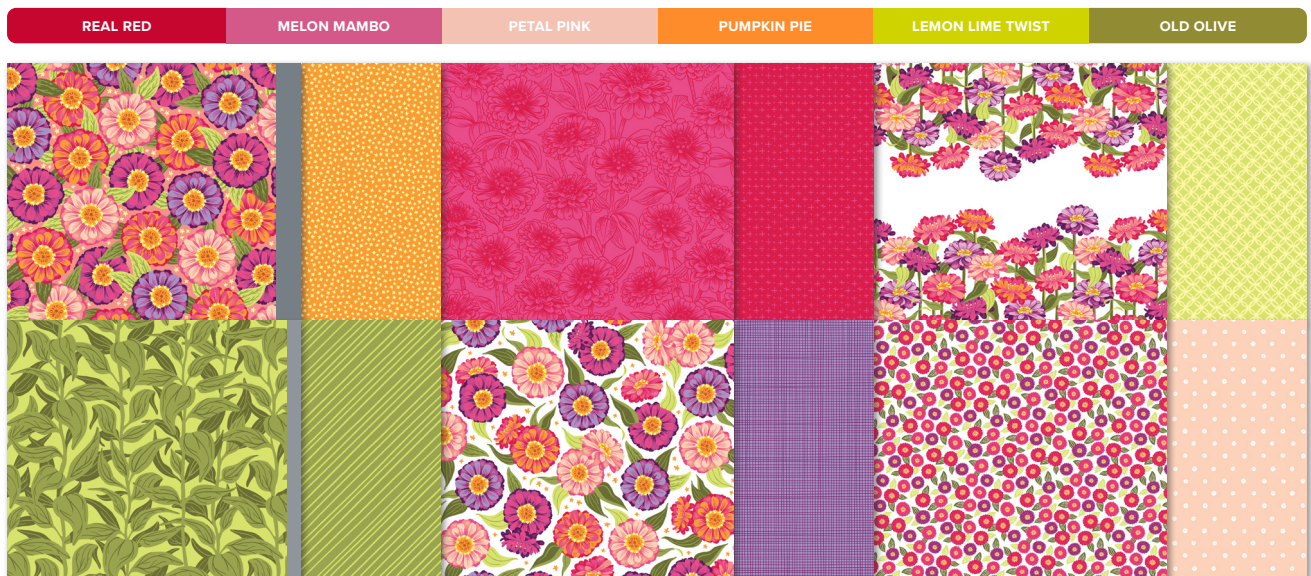 REAL RED
MELON MAMBO
PETAL PINK
PUMPKIN PIE
LEMON LIME TWIST
OLD OLIVE